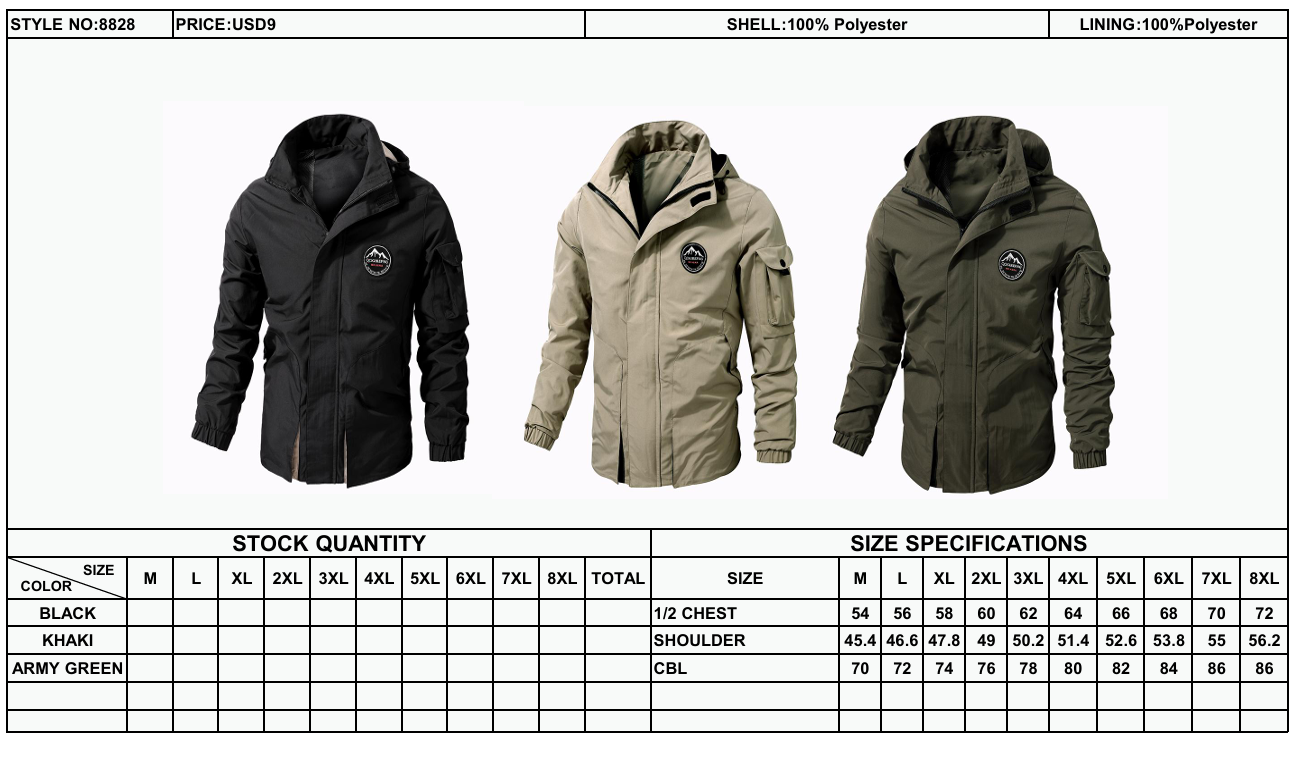 STYLE NO:8828 PRICE:USD9 SHELL:100% Polyester LINING:100%Polyester
STOCK QUANTITY SIZE SPECIFICATIONS
SIZE
COLOR
M L XL 2XL 3XL 4XL 5XL 6XL 7XL 8XL TOTAL SIZE M L XL 2XL 3XL 4XL 5XL 6XL 7XL 8XL
BLACK 1/2 CHEST 54 56 58 60 62 64 66 68 70 72
KHAKI SHOULDER 45.4 46.6 47.8 49 50.2 51.4 52.6 53.8 55 56.2
ARMY GREEN CBL 70 72 74 76 78 80 82 84 86 86